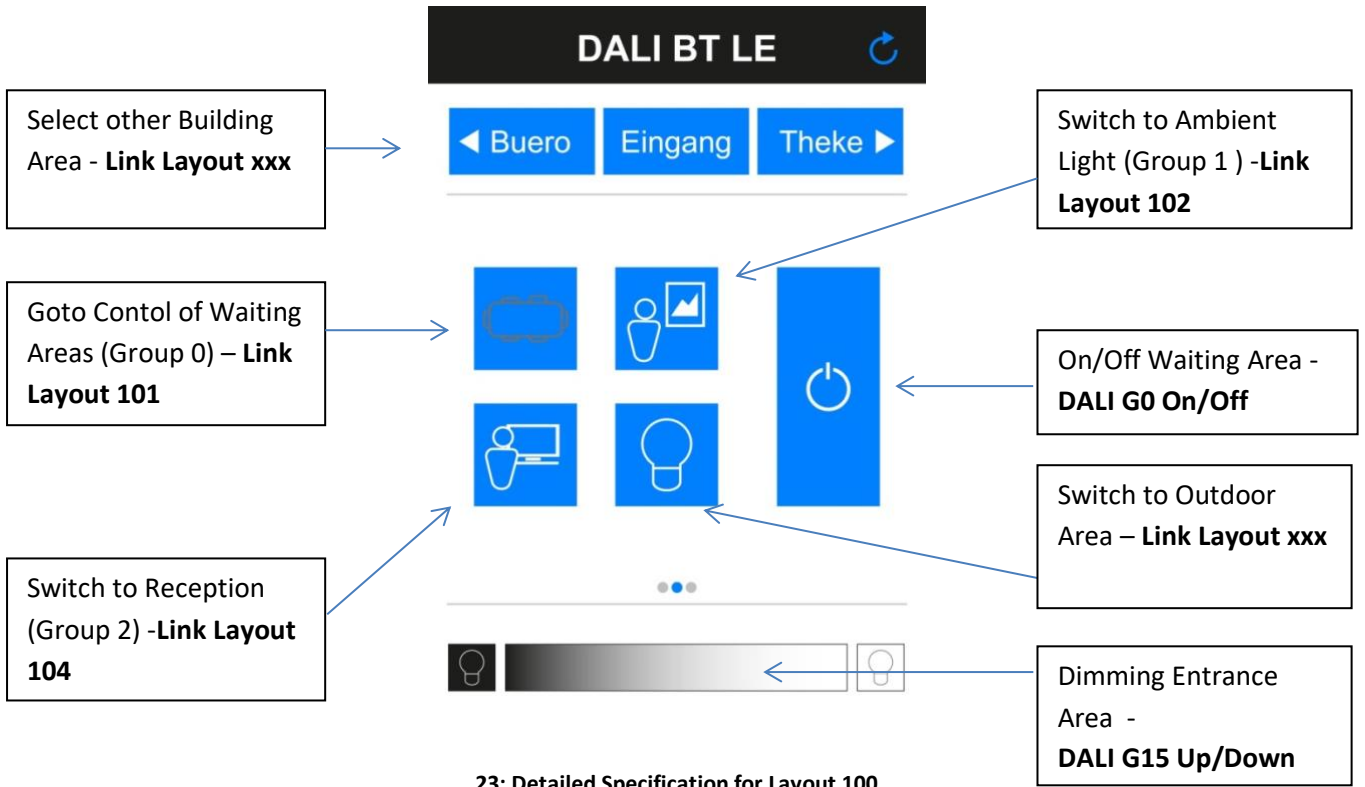 DALI BT LE
Select other Building
Area - Link Layout xxx
◀ Buero
Eingang
Theke ▶
Switch to Ambient
Light (Group 1 ) -Link
Layout 102
Goto Contol of Waiting
Areas (Group 0) – Link
Layout 101
On/Off Waiting Area -
DALI G0 On/Off
Switch to Outdoor
Area – Link Layout xxx
Switch to Reception
(Group 2) -Link Layout
104
Dimming Entrance
Area -
DALI G15 Up/Down
23: Detailed Specification for Layout 100